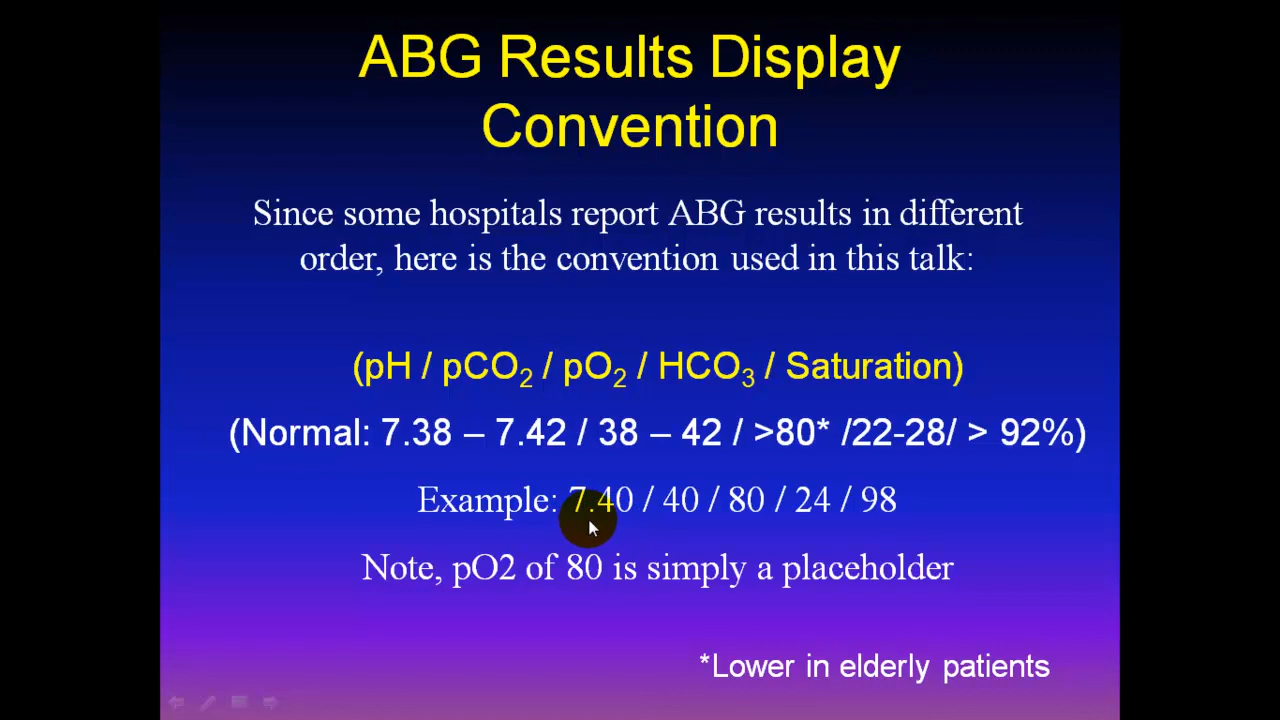 ABG Results Display
Convention
Since some hospitals report ABG results in different
order, here is the convention used in this talk:
(pH / pCO₂ / pO₂ / HCO₃ / Saturation)
(Normal: 7.38 – 7.42 / 38 – 42 / >80* /22-28/ > 92%)
Example: 7.40 / 40 / 80 / 24 / 98
Note, pO2 of 80 is simply a placeholder
*Lower in elderly patients